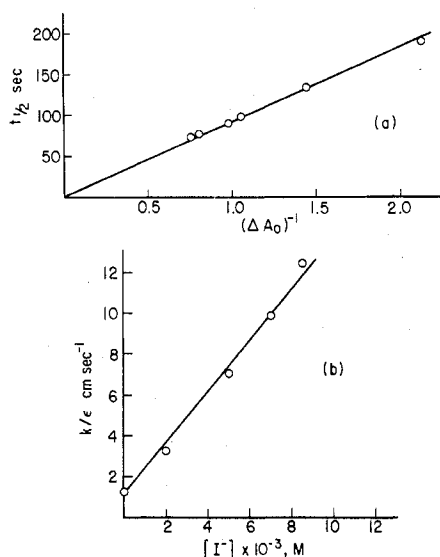 200
150
100
50
t½ sec
(a)
0.5 1.0 1.5 2.0
(ΔA₀)⁻¹
12
10
8
6
4
2
k/ε cm sec⁻¹
(b)
2 4 6 8 10 12
[I⁻] x 10⁻³, M